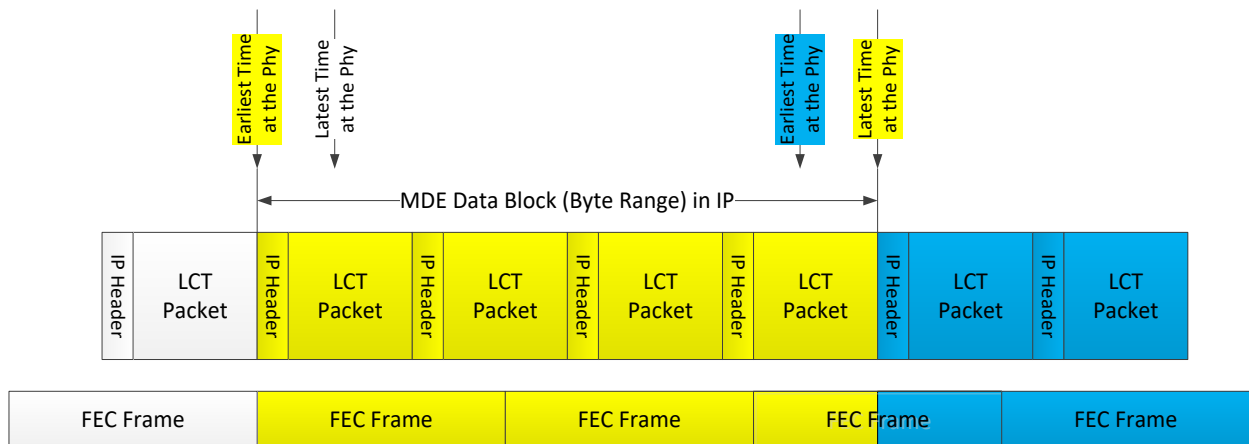 Earliest Time
at the Phy
Latest Time
at the Phy
Earliest Time
at the Phy
Latest Time
at the Phy
MDE Data Block (Byte Range) in IP
IP Header
LCT
Packet
IP Header
LCT
Packet
IP Header
LCT
Packet
IP Header
LCT
Packet
IP Header
LCT
Packet
IP Header
LCT
Packet
IP Header
LCT
Packet
FEC Frame
FEC Frame
FEC Frame
FEC Frame
FEC Frame